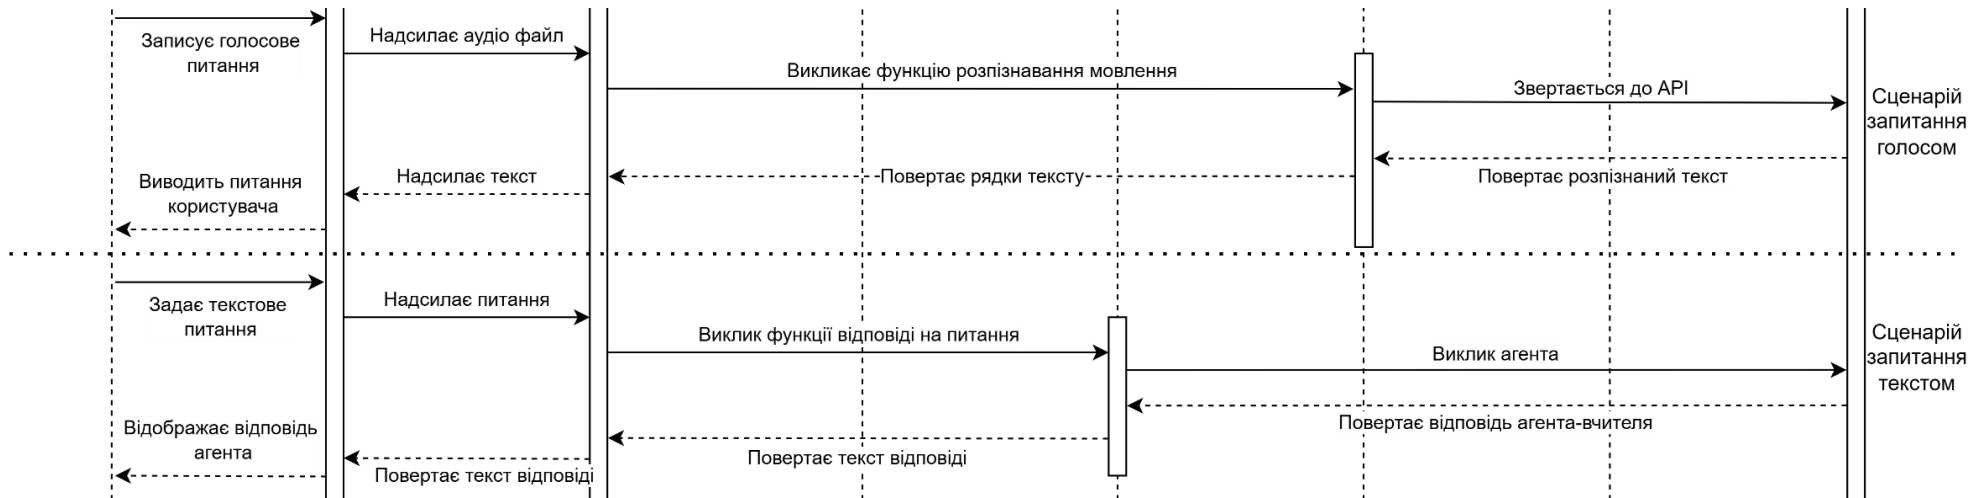 Записує голосове
питання
Надсилає аудіо файл
Викликає функцію розпізнавання мовлення
Звертається до API
Сценарій
запитання
голосом
Виводить питання
користувача
Надсилає текст
Повертає рядки тексту
Повертає розпізнаний текст
Задає текстове
питання
Надсилає питання
Виклик функції відповіді на питання
Виклик агента
Сценарій
запитання
текстом
Відображає відповідь
агента
Повертає текст відповіді
Повертає текст відповіді
Повертає відповідь агента-вчителя